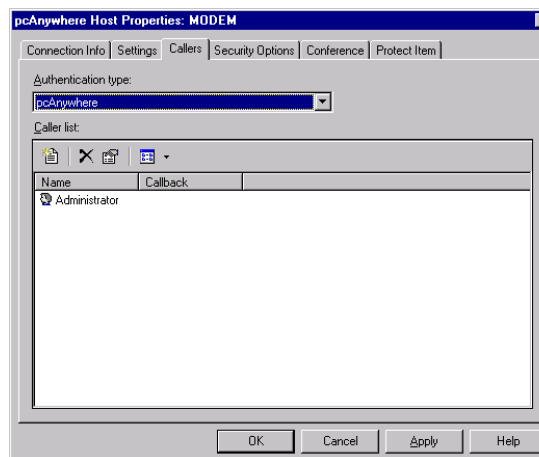 pcAnywhere Host Properties: MODEM
Connection Info Settings Callers Security Options Conference Protect Item
Authentication type:
pcAnywhere
Caller list:
Name Callback
Administrator
OK Cancel Apply Help